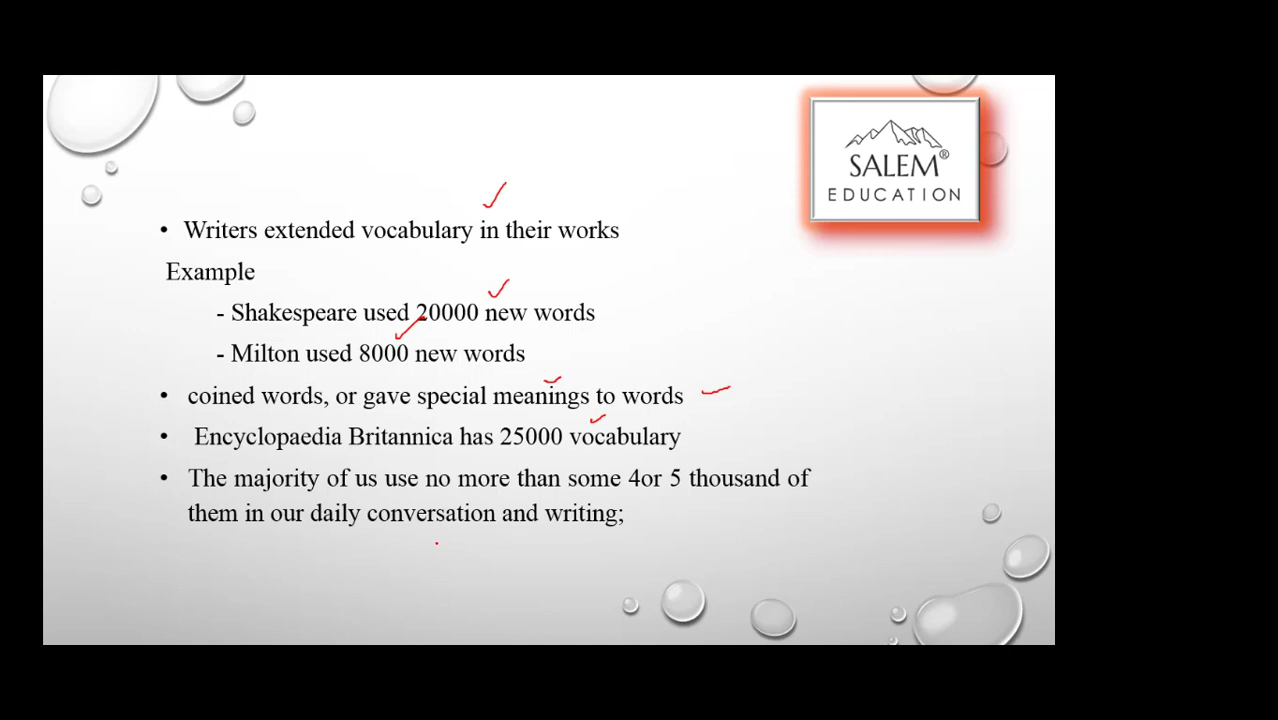 SALEM®
EDUCATION
• Writers extended vocabulary in their works
Example
- Shakespeare used 20000 new words
- Milton used 8000 new words
• coined words, or gave special meanings to words
• Encyclopaedia Britannica has 25000 vocabulary
• The majority of us use no more than some 4or 5 thousand of
them in our daily conversation and writing;